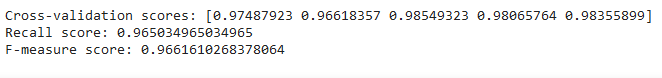 Cross-validation scores: [0.97487923 0.96618357 0.98549323 0.98065764 0.98355899]
Recall score: 0.965034965034965
F-measure score: 0.9661610268378064